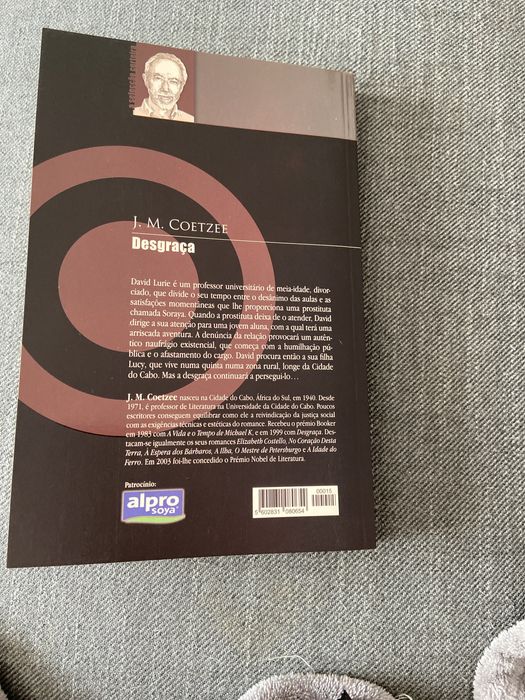 a selecção certeira
J. M. COETZEE
Desgraça
David Lurie é um professor universitário de meia-idade, divor-
ciado, que divide o seu tempo entre o desânimo das aulas e as
satisfações momentâneas que lhe proporciona uma prostituta
chamada Soraya. Quando a prostituta deixa de o atender, David
dirige a sua atenção para uma jovem aluna, com a qual terá uma
arriscada aventura. A denúncia da relação provocará um autên-
tico naufrágio existencial, que começa com a humilhação pú-
blica e o afastamento do cargo. David procura então a sua filha
Lucy, que vive numa quinta numa zona rural, longe da Cidade
do Cabo. Mas a desgraça continuará a persegui-lo…
J. M. Coetzee nasceu na Cidade do Cabo, África do Sul, em 1940. Desde
1971, é professor de Literatura na Universidade da Cidade do Cabo. Poucos
escritores conseguem equilibrar como ele a reivindicação da justiça social
com as exigências técnicas e estéticas do romance. Recebeu o prémio Booker
em 1983 com A Vida e o Tempo de Michael K, e em 1999 com Desgraça. Des-
tacam-se igualmente os seus romances Elizabeth Costello, No Coração Desta
Terra, À Espera dos Bárbaros, A Ilha, O Mestre de Petersburgo e A Idade do
Ferro. Em 2003 foi-lhe concedido o Prémio Nobel de Literatura.
Patrocínio:
alpro
soya
00015
5 602831 080654